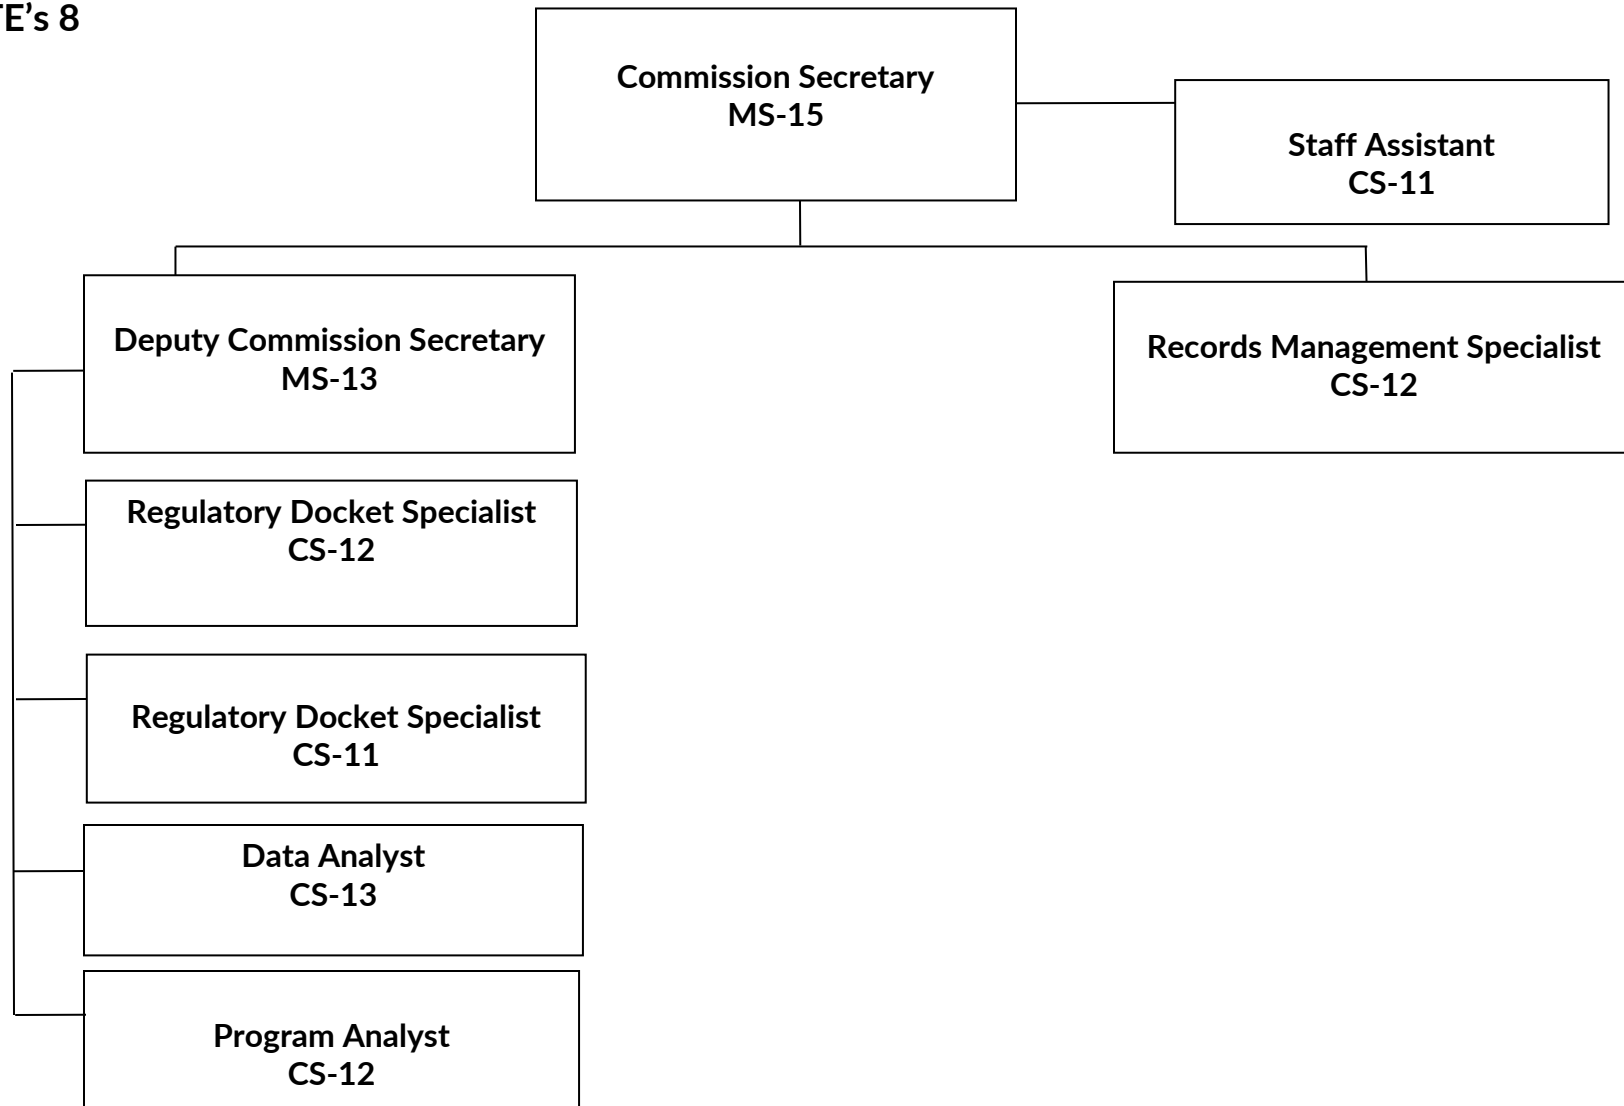 TE’s 8
Commission Secretary
MS-15
Staff Assistant
CS-11
Deputy Commission Secretary
MS-13
Records Management Specialist
CS-12
Regulatory Docket Specialist
CS-12
Regulatory Docket Specialist
CS-11
Data Analyst
CS-13
Program Analyst
CS-12